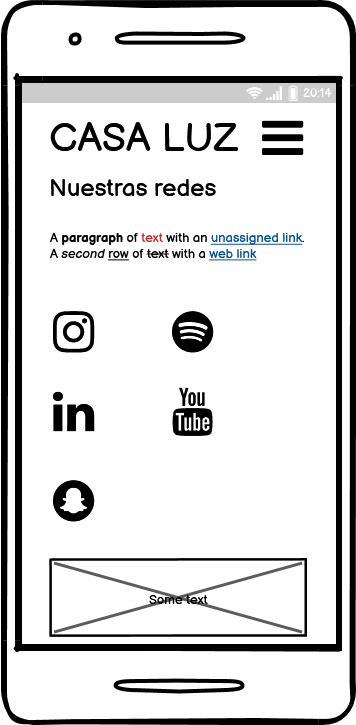 20:14
CASA LUZ
Nuestras redes
A paragraph of text with an unassigned link.
A second row of text with a web link
in
You
Tube
Some text